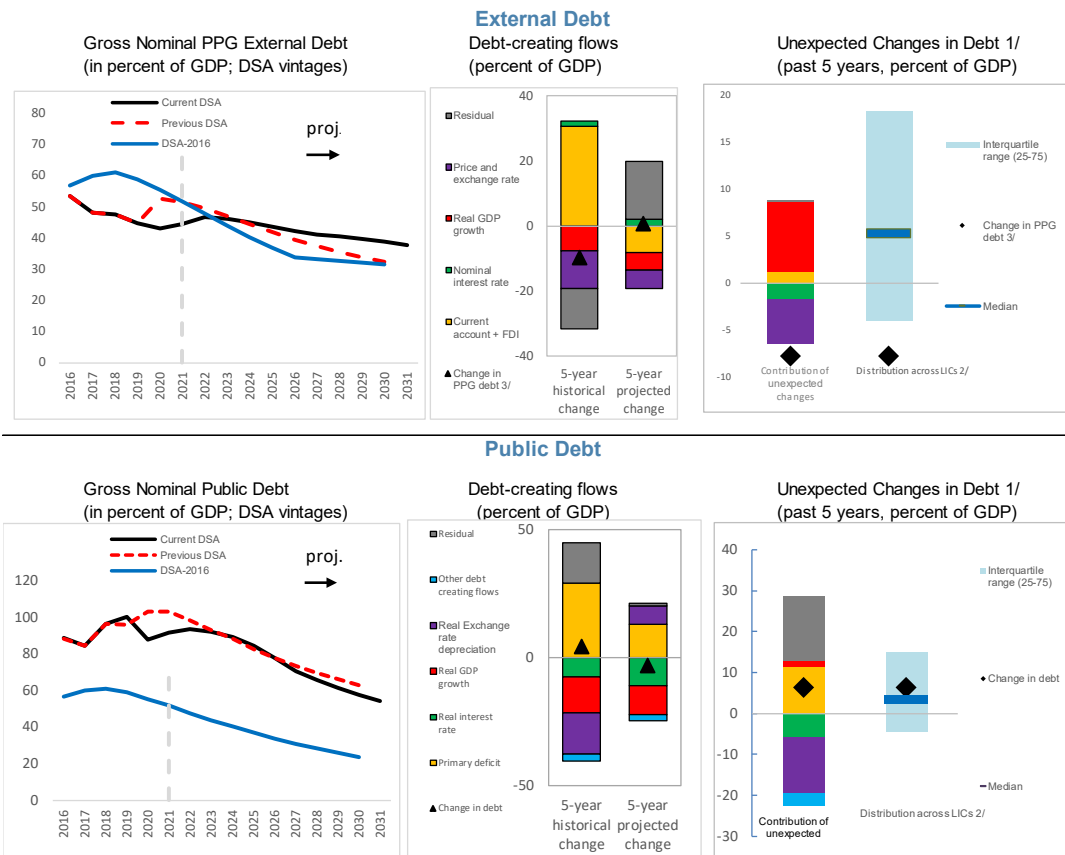 External Debt
Gross Nominal PPG External Debt
(in percent of GDP; DSA vintages)
Current DSA
Previous DSA
DSA-2016
proj.
80
70
60
50
40
30
20
10
0
2016
2017
2018
2019
2020
2021
2022
2023
2024
2025
2026
2027
2028
2029
2030
2031
Debt-creating flows
(percent of GDP)
Residual
Price and
exchange rate
Real GDP
growth
Nominal
interest rate
Current
account + FDI
Change in
PPG debt 3/
40
20
0
-20
-40
5-year
historical
change
5-year
projected
change
Unexpected Changes in Debt 1/
(past 5 years, percent of GDP)
20
15
10
5
0
-5
-10
Interquartile
range (25-75)
Change in PPG
debt 3/
Median
Contribution of
unexpected
changes
Distribution across LICs 2/
Public Debt
Gross Nominal Public Debt
(in percent of GDP; DSA vintages)
Current DSA
Previous DSA
DSA-2016
proj.
120
100
80
60
40
20
0
2016
2017
2018
2019
2020
2021
2022
2023
2024
2025
2026
2027
2028
2029
2030
2031
Debt-creating flows
(percent of GDP)
Residual
Other debt
creating flows
Real Exchange
rate
depreciation
Real GDP
growth
Real interest
rate
Primary deficit
Change in debt
50
0
-50
5-year
historical
change
5-year
projected
change
Unexpected Changes in Debt 1/
(past 5 years, percent of GDP)
40
30
20
10
0
-10
-20
-30
Interquartile
range (25-75)
Change in debt
Median
Contribution of
unexpected
Distribution across LICs 2/